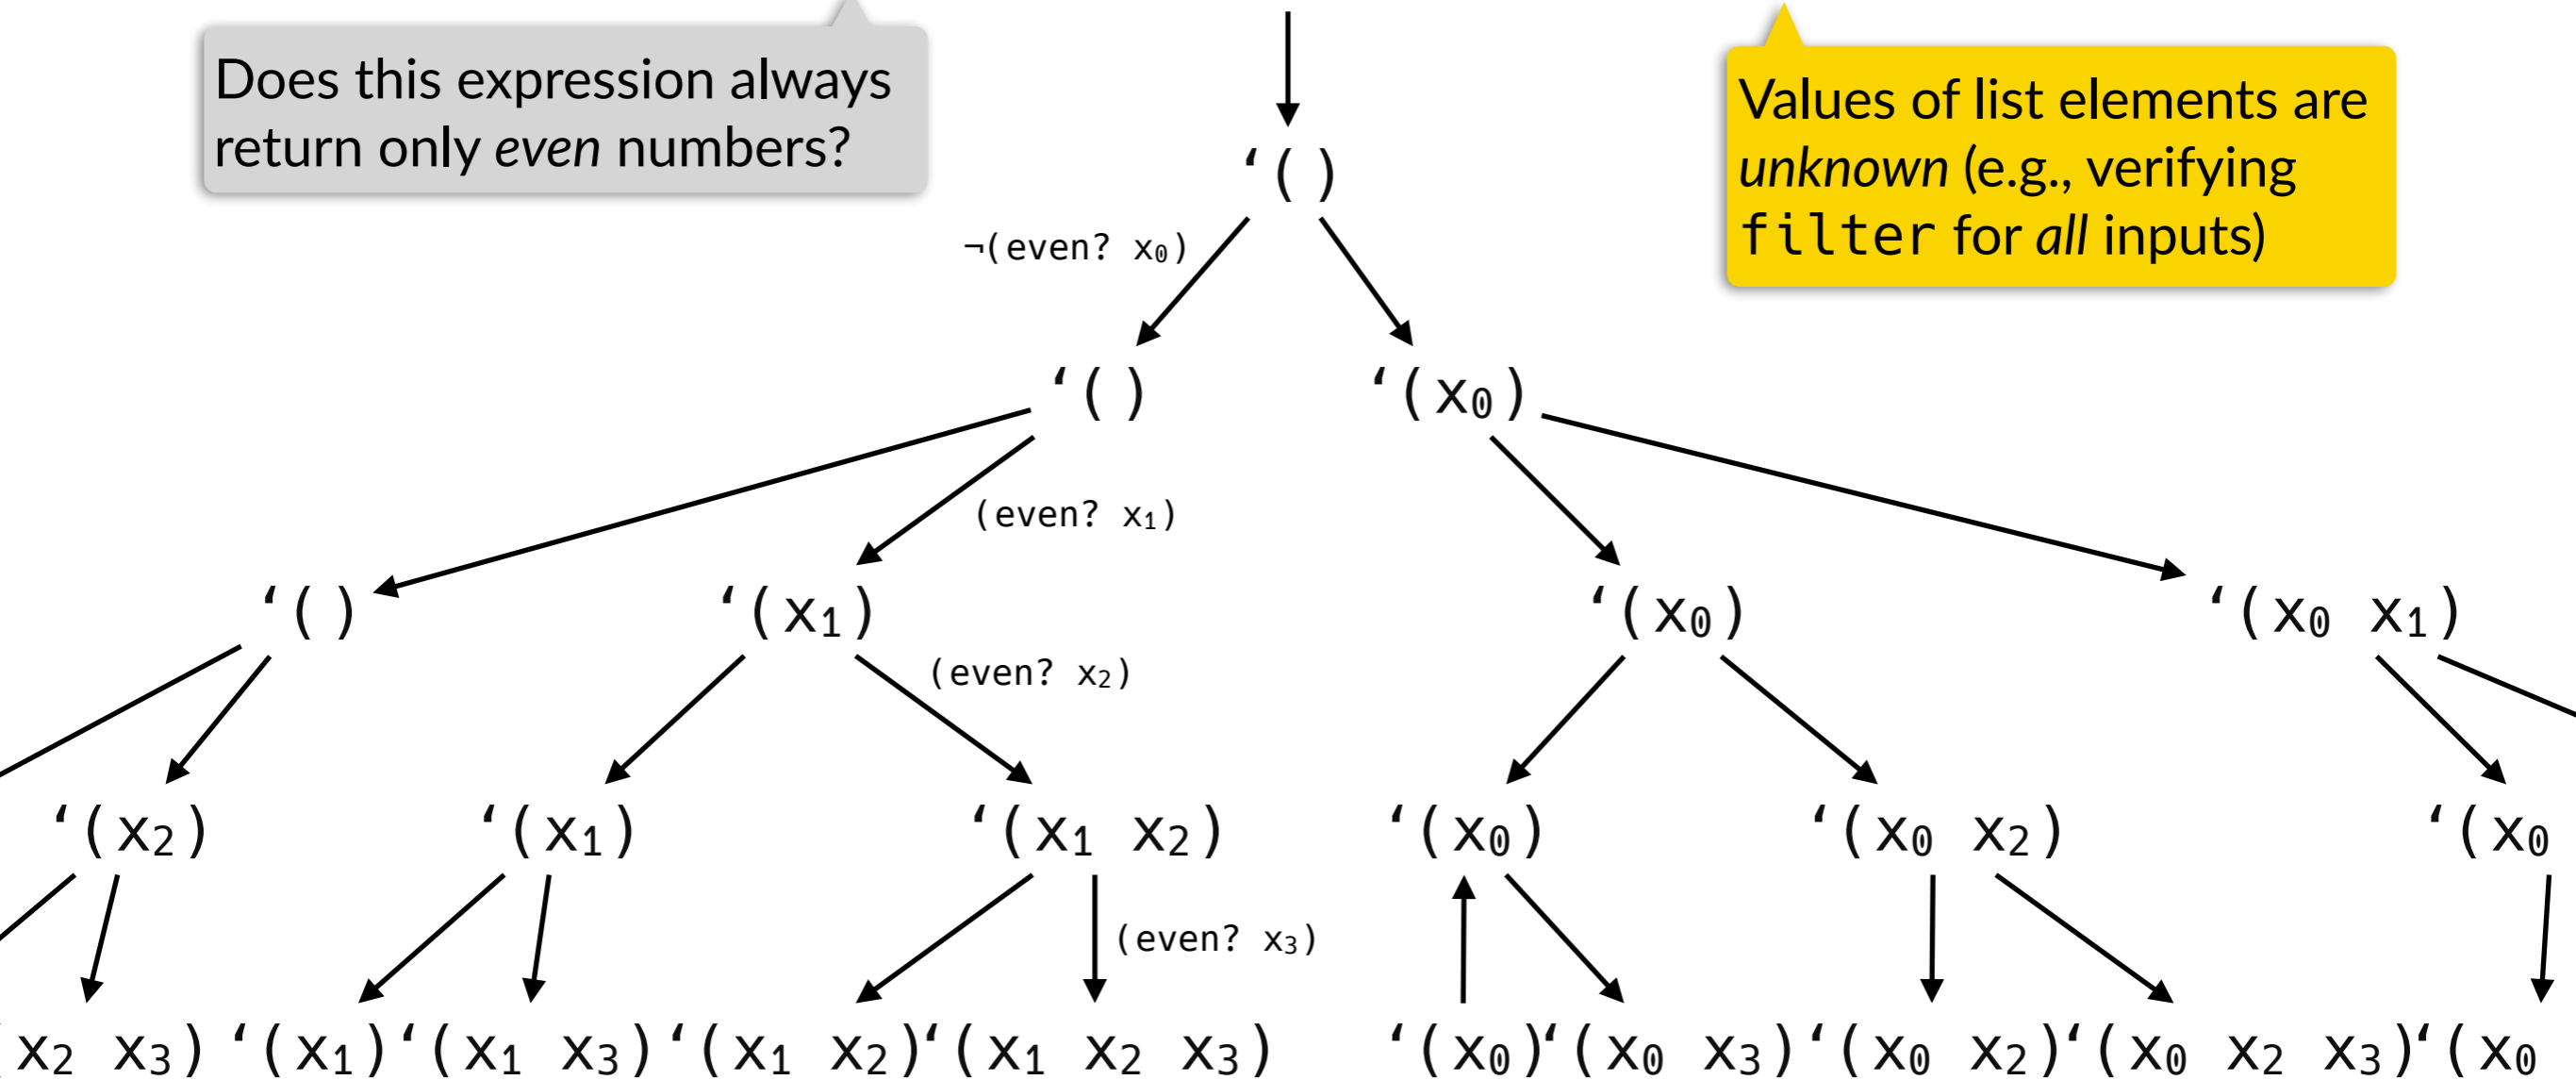 Does this expression always
return only even numbers?
Values of list elements are
unknown (e.g., verifying
filter for all inputs)
‘()
¬(even? x₀)
‘() ‘(x₀)
(even? x₁)
‘() ‘(x₁) ‘(x₀) ‘(x₀ x₁)
(even? x₂)
‘(x₂) ‘(x₁) ‘(x₁ x₂) ‘(x₀) ‘(x₀ x₂) ‘(x₀
(even? x₃)
x₂ x₃) ‘(x₁) ‘(x₁ x₃) ‘(x₁ x₂) ‘(x₁ x₂ x₃) ‘(x₀) ‘(x₀ x₃) ‘(x₀ x₂) ‘(x₀ x₂ x₃) ‘(x₀